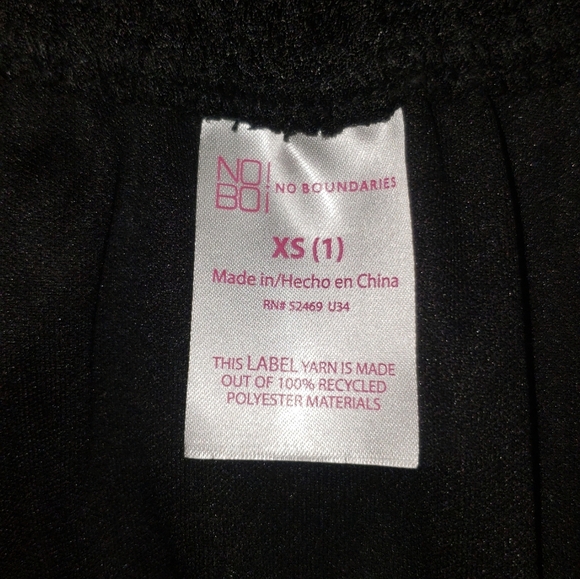 NO!
BO¡
NO BOUNDARIES
XS (1)
Made in/Hecho en China
RN# 52469 U34
THIS LABEL YARN IS MADE
OUT OF 100% RECYCLED
POLYESTER MATERIALS